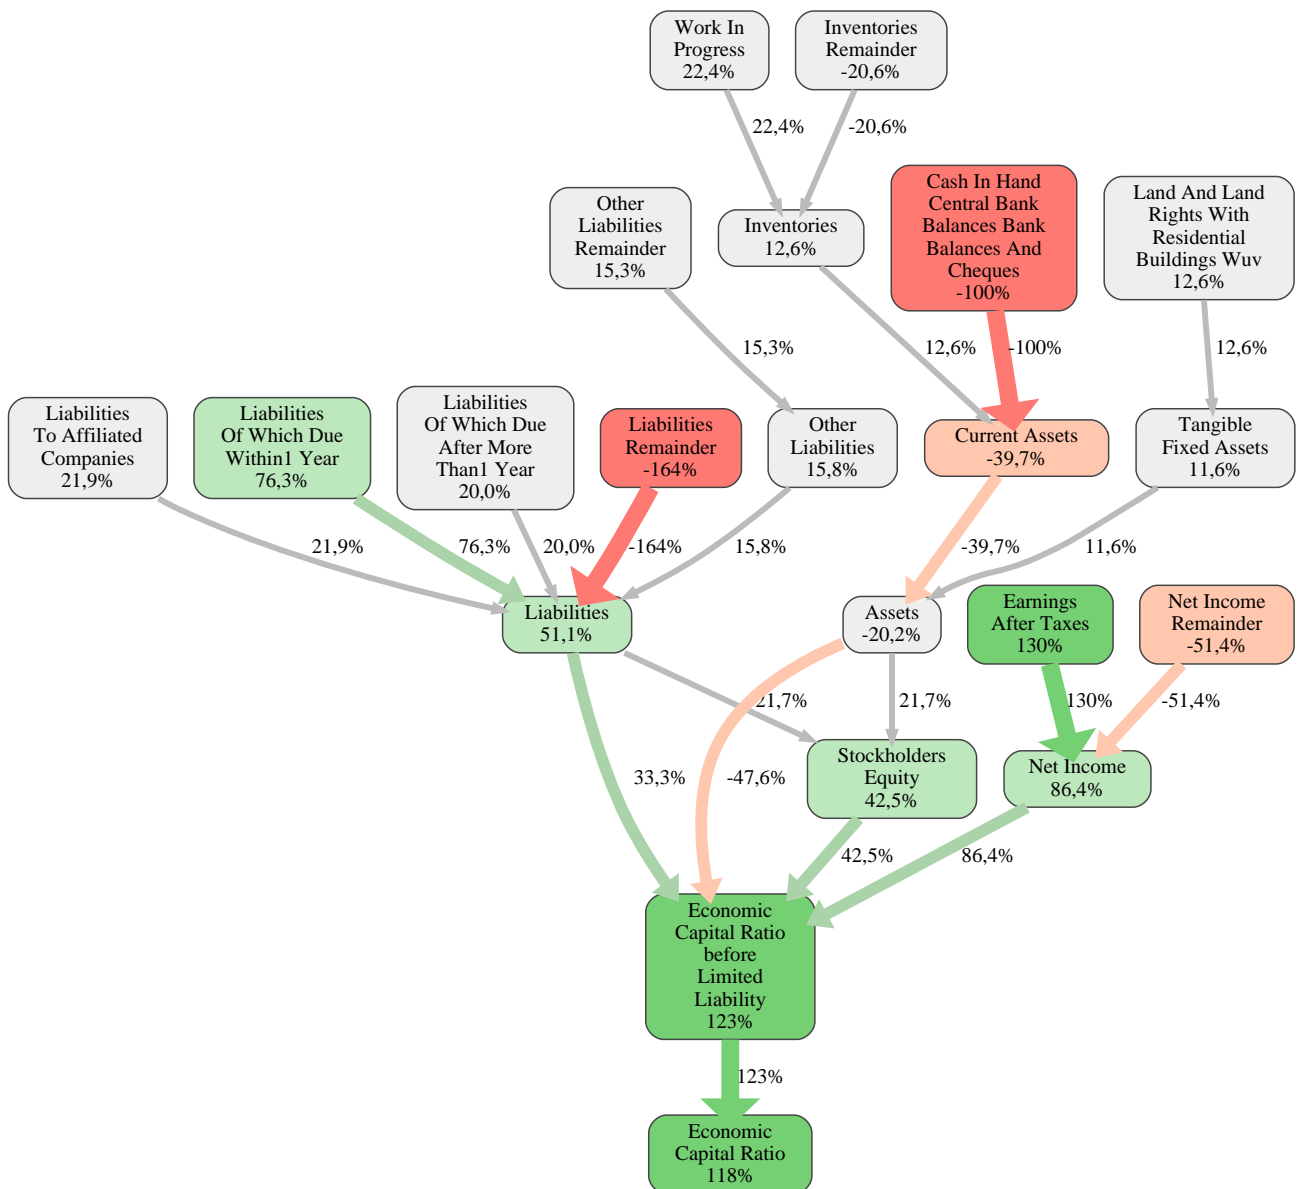 Work In
Progress
22,4%
Inventories
Remainder
-20,6%
22,4%
-20,6%
Other
Liabilities
Remainder
15,3%
Inventories
12,6%
Cash In Hand
Central Bank
Balances Bank
Balances And
Cheques
-100%
Land And Land
Rights With
Residential
Buildings Wuv
12,6%
15,3%
12,6%
-100%
12,6%
Liabilities
To Affiliated
Companies
21,9%
Liabilities
Of Which Due
Within1 Year
76,3%
Liabilities
Of Which Due
After More
Than1 Year
20,0%
Liabilities
Remainder
-164%
Other
Liabilities
15,8%
Current Assets
-39,7%
Tangible
Fixed Assets
11,6%
21,9%
76,3%
20,0%
-164%
15,8%
-39,7%
11,6%
Liabilities
51,1%
Assets
-20,2%
Earnings
After Taxes
130%
Net Income
Remainder
-51,4%
21,7%
21,7%
130%
-51,4%
33,3%
-47,6%
Stockholders
Equity
42,5%
Net Income
86,4%
42,5%
86,4%
Economic
Capital Ratio
before
Limited
Liability
123%
123%
Economic
Capital Ratio
118%